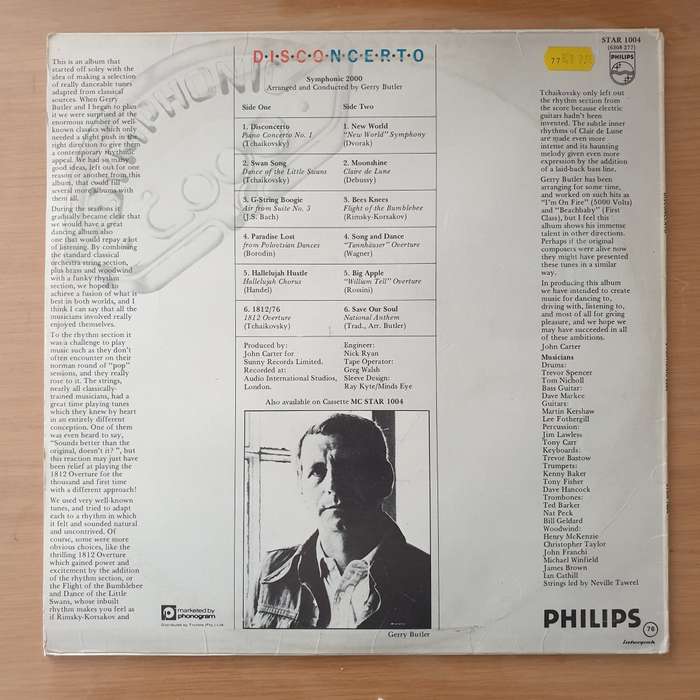 STAR 1004
(6308 277)
PHILIPS
DISCONCERTO
Symphonic 2000
Arranged and Conducted by Gerry Butler
Side One
1. Disconcerto
Piano Concerto No. 1
(Tchaikovsky)
2. Swan Song
Dance of the Little Swans
(Tchaikovsky)
3. G-String Boogie
Air from Suite No. 3
(J.S. Bach)
4. Paradise Lost
from Polovtsian Dances
(Borodin)
5. Hallelujah Hustle
Hallelujah Chorus
(Handel)
6. 1812/76
1812 Overture
(Tchaikovsky)
Side Two
1. New World
"New World" Symphony
(Dvorak)
2. Moonshine
Claire de Lune
(Debussy)
3. Bees Knees
Flight of the Bumblebee
(Rimsky-Korsakov)
4. Song and Dance
"Tannhäuser" Overture
(Wagner)
5. Big Apple
"William Tell" Overture
(Rossini)
6. Save Our Soul
National Anthem
(Trad., Arr. Butler)
Produced by:
John Carter for
Sunny Records Limited.
Recorded at:
Audio International Studios,
London.
Engineer:
Nick Ryan
Tape Operator:
Greg Walsh
Sleeve Design:
Ray Kyte/Minds Eye
Also available on Cassette MC STAR 1004
Gerry Butler
This is an album that
started off soley with the
idea of making a selection
of really danceable tunes
adapted from classical
sources. When Gerry
Butler and I began to plan
it we were surprised at the
enormous number of well-
known classics which only
needed a slight push in the
right direction to give them
a contemporary rhythmic
appeal. We had so many
good ideas, left out for one
reason or another from this
album, that could fill
several more albums with
them all.
During the sessions it
gradually became clear that
we would have a great
dancing album also
one that would repay a lot
of listening. By combining
the standard classical
orchestra string section,
plus brass and woodwind
with a funky rhythm
section, we hoped to
achieve a fusion of what is
best in both worlds, and I
think I can say that all the
musicians involved really
enjoyed themselves.
To the rhythm section it
was a challenge to play
music such as they don't
often encounter on their
norman round of "pop"
sessions, and they really
rose to it. The strings,
nearly all classically-
trained musicians, had a
great time playing tunes
which they knew by heart
in an entirely different
conception. One of them
was even heard to say,
"Sounds better than the
original, doesn't it? ", but
this reaction may just have
been relief at playing the
1812 Overture for the
thousand and first time
with a different approach!
We used very well-known
tunes, and tried to adapt
each to a rhythm in which
it felt and sounded natural
and uncontrived. Of
course, some were more
obvious choices, like the
thrilling 1812 Overture
which gained power and
excitement by the addition
of the rhythm section, or
the Flight of the Bumblebee
and Dance of the Little
Swans, whose inbuilt
rhythm makes you feel as
if Rimsky-Korsakov and
Tchaikovsky only left out
the rhythm section from
the score because electric
guitars hadn't been
invented. The subtle inner
rhythms of Clair de Lune
are made even more
intense and its haunting
melody given even more
expression by the addition
of a laid-back bass line.
Gerry Butler has been
arranging for some time,
and worked on such hits as
"I'm On Fire" (5000 Volts)
and "Beachbaby" (First
Class), but I feel this
album shows his immense
talent in other directions.
Perhaps if the original
composers were alive now
they might have presented
these tunes in a similar
way.
In producing this album
we have intended to create
music for dancing to,
driving with, listening to,
and most of all for giving
pleasure, and we hope we
may have succeeded in all
of these ambitions.
John Carter
Musicians
Drums:
Trevor Spencer
Tom Nicholl
Bass Guitar:
Dave Markee
Guitars:
Martin Kershaw
Lee Fothergill
Percussion:
Jim Lawless
Tony Carr
Keyboards:
Trevor Bastow
Trumpets:
Kenny Baker
Tony Fisher
Dave Hancock
Trombones:
Ted Barker
Nat Peck
Bill Geldard
Woodwind:
Henry McKenzie
Christopher Taylor
John Franchi
Michael Winfield
James Brown
Ian Cathill
Strings led by Neville Taweel
marketed by
phonogram
PHILIPS
76
interpak
SYMPHONIC
2000